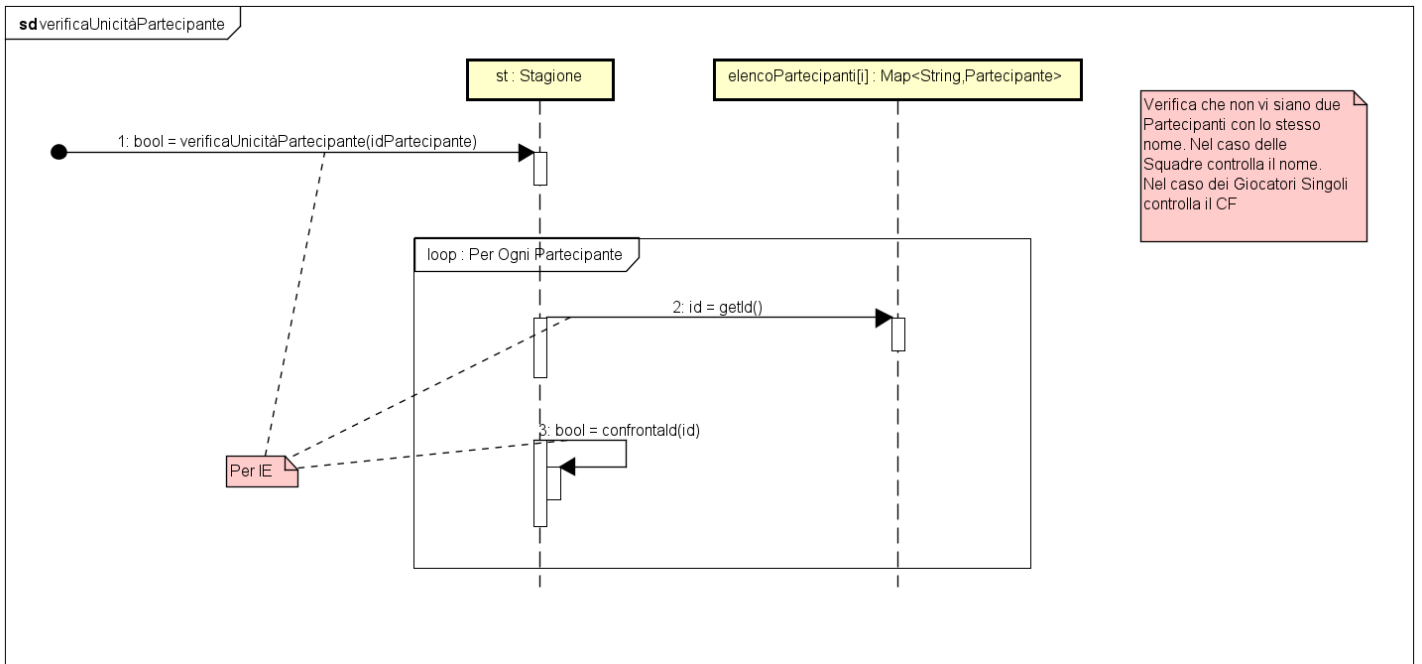 sd verificaUnicitàPartecipante
st : Stagione
elencoPartecipanti[i] : Map<String,Partecipante>
Verifica che non vi siano due
Partecipanti con lo stesso
nome. Nel caso delle
Squadre controlla il nome.
Nel caso dei Giocatori Singoli
controlla il CF
1: bool = verificaUnicitàPartecipante(idPartecipante)
loop : Per Ogni Partecipante
2: id = getId()
3: bool = confrontaId(id)
Per IE